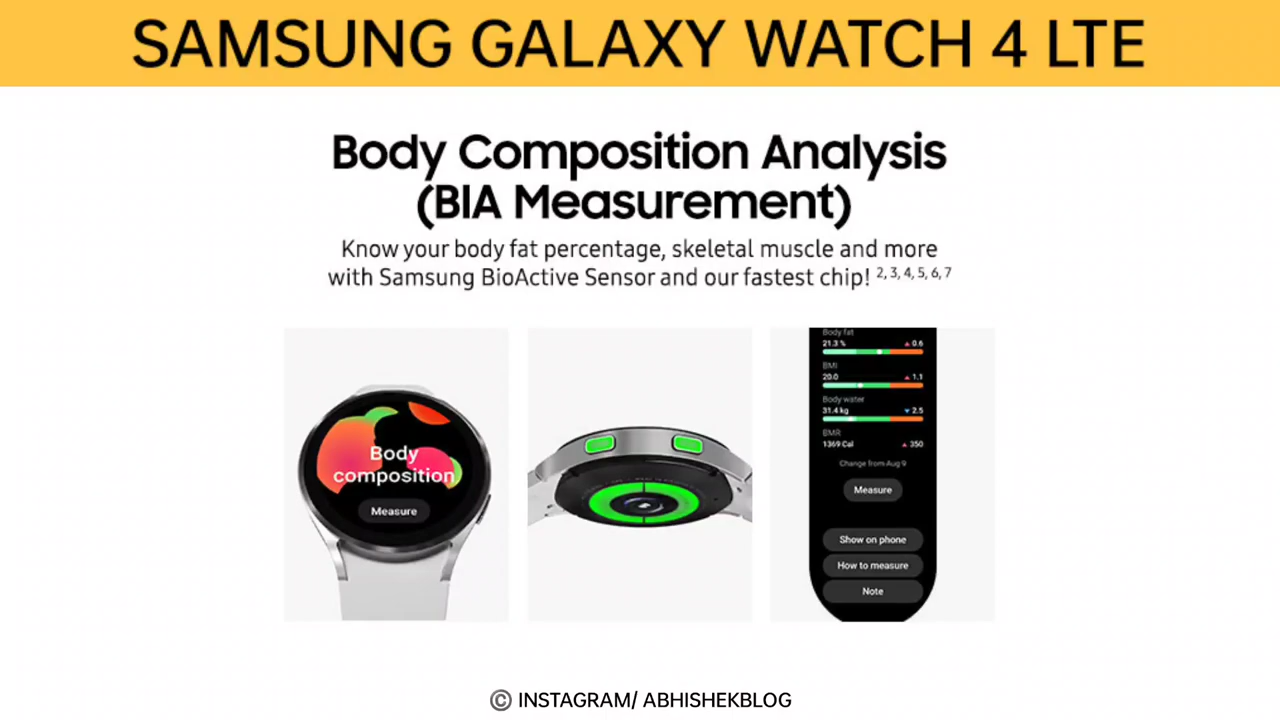 SAMSUNG GALAXY WATCH 4 LTE
Body Composition Analysis
(BIA Measurement)
Know your body fat percentage, skeletal muscle and more
with Samsung BioActive Sensor and our fastest chip! 2, 3, 4, 5, 6, 7
Body
composition
Measure
Body fat
21.3 % ▲ 0.6
BMI
20.0 ▲ 1.1
Body water
31.4 kg ▼ 2.5
BMR
1369 Cal ▲ 350
Change from Aug 9
Measure
Show on phone
How to measure
Note
© INSTAGRAM/ ABHISHEKBLOG